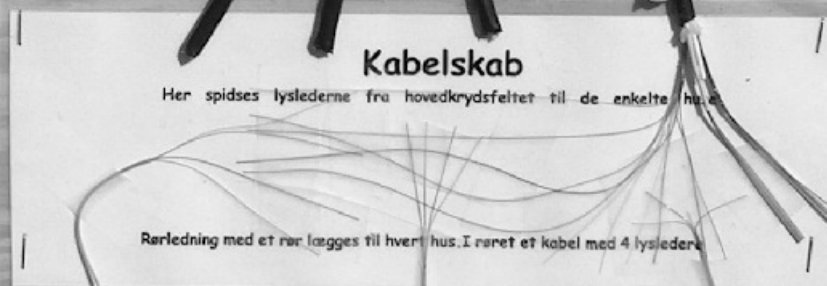 Kabelskab
Her spidses lyslederne fra hovedkrydsfeltet til de enkelte huse
Rørledning med et rør lægges til hvert hus. I røret et kabel med 4 lysledere